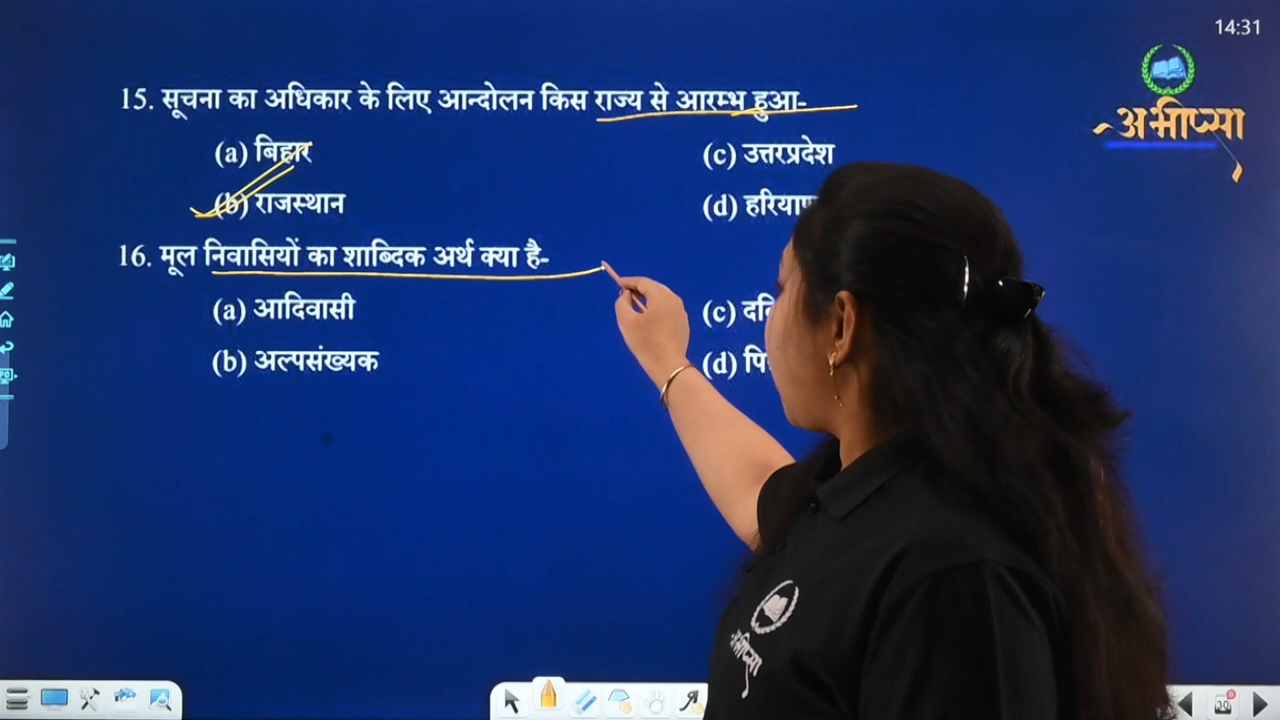 14:31
अभीप्सा
15. सूचना का अधिकार के लिए आन्दोलन किस राज्य से आरम्भ हुआ-
(a) बिहार
(c) उत्तरप्रदेश
(b) राजस्थान
(d)
16. मूल निवासियों का शाब्दिक अर्थ क्या है-
(a) आदिवासी
(c)
(b) अल्पसंख्यक
(d)
अभीप्सा